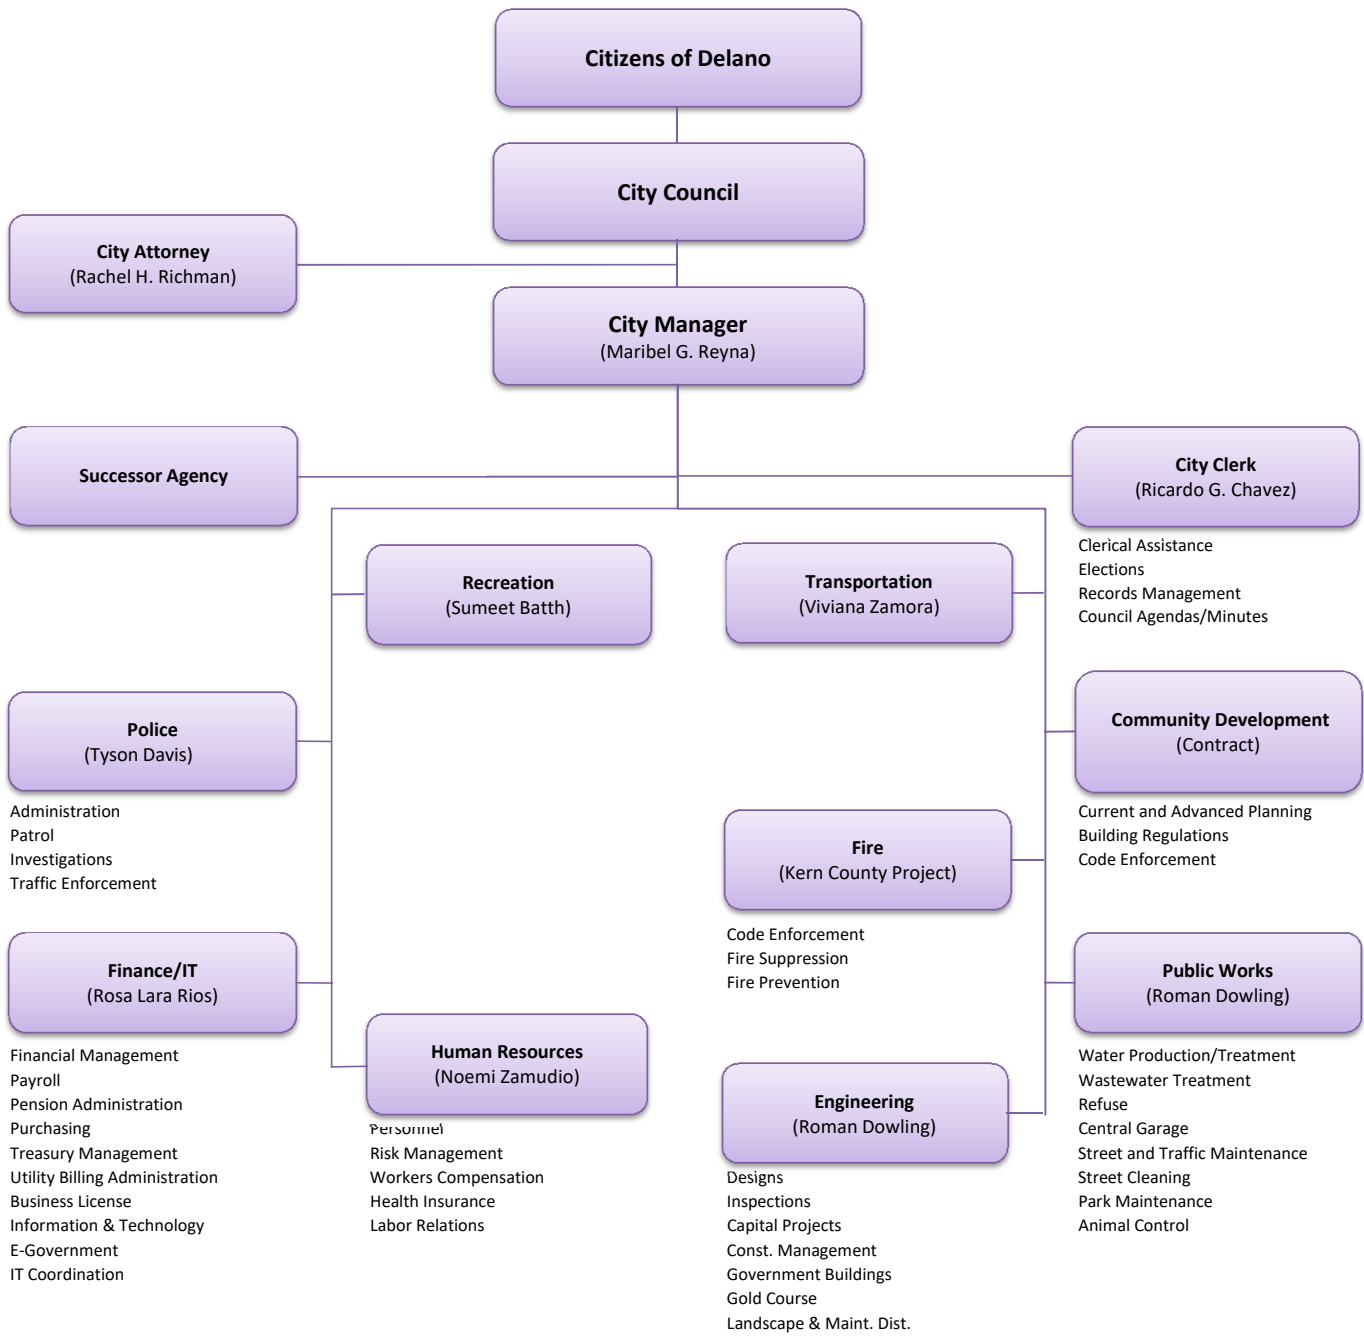 Citizens of Delano
City Council
City Attorney
(Rachel H. Richman)
City Manager
(Maribel G. Reyna)
Successor Agency
City Clerk
(Ricardo G. Chavez)
Clerical Assistance
Elections
Records Management
Council Agendas/Minutes
Recreation
(Sumeet Batth)
Transportation
(Viviana Zamora)
Police
(Tyson Davis)
Administration
Patrol
Investigations
Traffic Enforcement
Community Development
(Contract)
Current and Advanced Planning
Building Regulations
Code Enforcement
Fire
(Kern County Project)
Code Enforcement
Fire Suppression
Fire Prevention
Finance/IT
(Rosa Lara Rios)
Financial Management
Payroll
Pension Administration
Purchasing
Treasury Management
Utility Billing Administration
Business License
Information & Technology
E-Government
IT Coordination
Human Resources
(Noemi Zamudio)
Personnel
Risk Management
Workers Compensation
Health Insurance
Labor Relations
Engineering
(Roman Dowling)
Designs
Inspections
Capital Projects
Const. Management
Government Buildings
Gold Course
Landscape & Maint. Dist.
Public Works
(Roman Dowling)
Water Production/Treatment
Wastewater Treatment
Refuse
Central Garage
Street and Traffic Maintenance
Street Cleaning
Park Maintenance
Animal Control